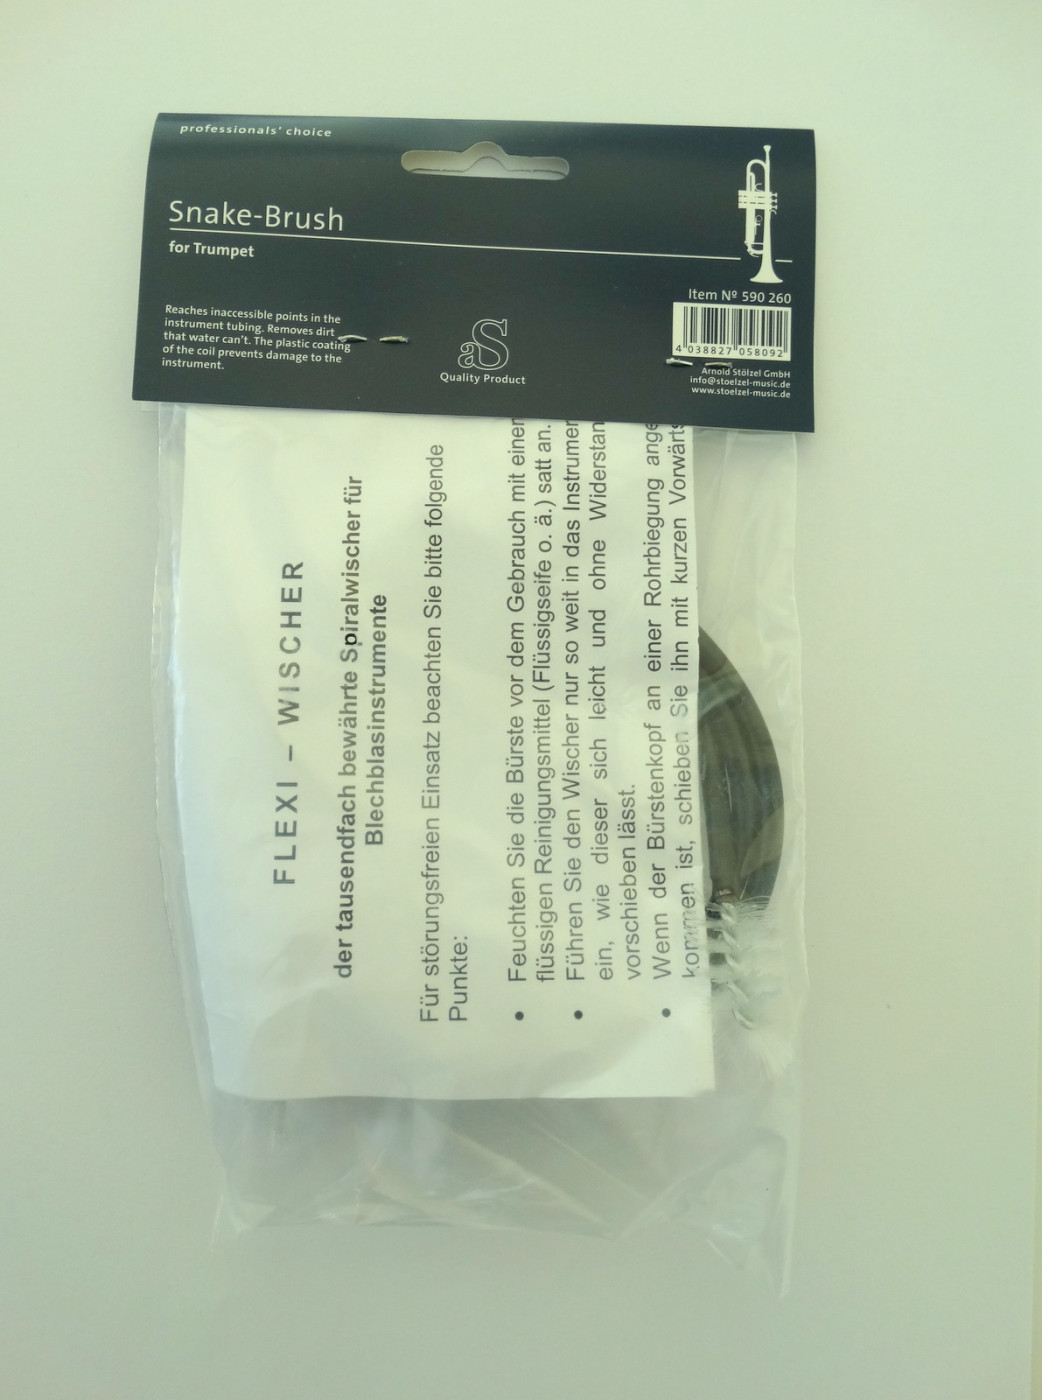 professionals' choice
Snake-Brush
for Trumpet
Reaches inaccessible points in the
instrument tubing. Removes dirt
that water can't. The plastic coating
of the coil prevents damage to the
instrument.
aS
Quality Product
Item Nº 590 260
4 038827 058092
Arnold Stölzel GmbH
info@stoelzel-music.de
www.stoelzel-music.de
FLEXI – WISCHER
der tausendfach bewährte Spiralwischer für
Blechblasinstrumente
Für störungsfreien Einsatz beachten Sie bitte folgende
Punkte:
• Feuchten Sie die Bürste vor dem Gebrauch mit einer
flüssigen Reinigungsmittel (Flüssigseife o. ä.) satt an.
• Führen Sie den Wischer nur so weit in das Instrumen
ein, wie dieser sich leicht und ohne Widerstan
vorschieben lässt.
• Wenn der Bürstenkopf an einer Rohrbiegung ange
kommen ist, schieben Sie ihn mit kurzen Vorwärts